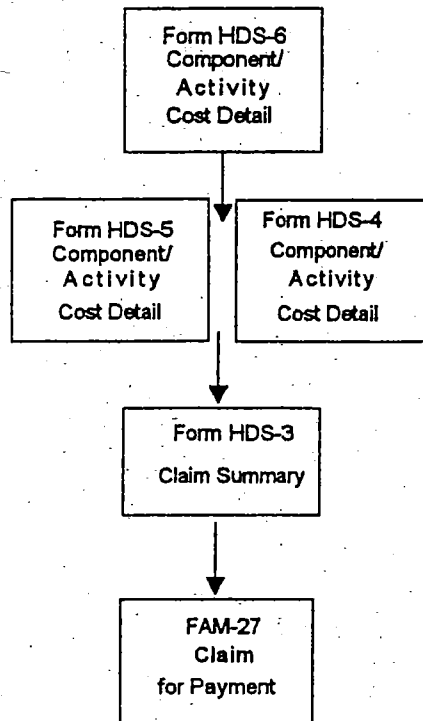 Form HDS-6
Component/
Activity
Cost Detail
Form HDS-5
Component/
Activity
Cost Detail
Form HDS-4
Component/
Activity
Cost Detail
Form HDS-3
Claim Summary
FAM-27
Claim
for Payment